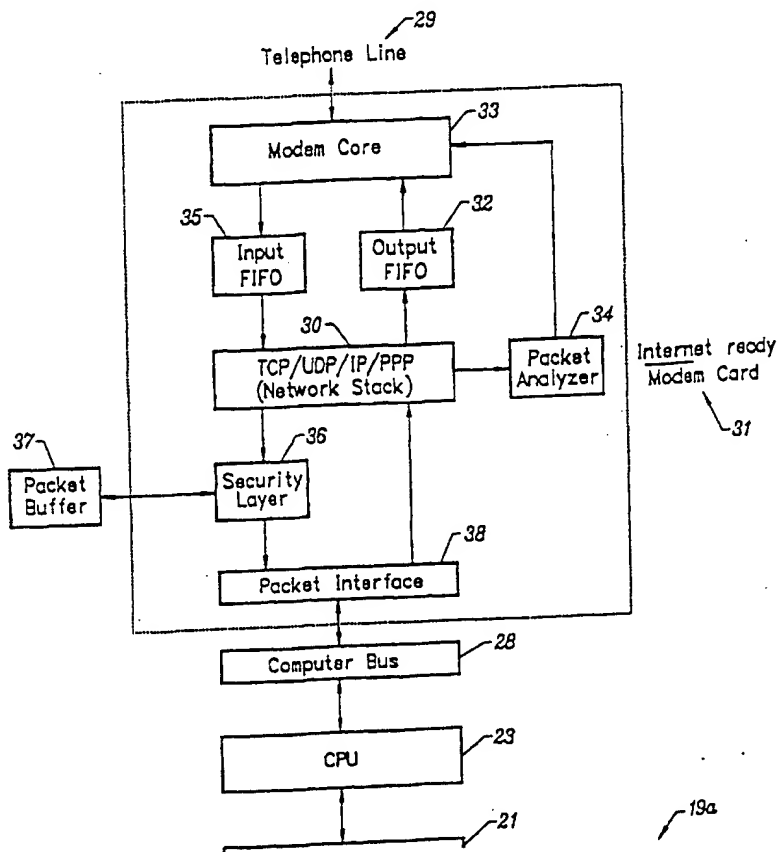 29
Telephone Line
33
Modem Core
35
Input
FIFO
32
Output
FIFO
30
TCP/UDP/IP/PPP
(Network Stack)
34
Packet
Analyzer
Internet ready
Modem Card
31
37
Packet
Buffer
36
Security
Layer
38
Packet Interface
28
Computer Bus
23
CPU
21
19a